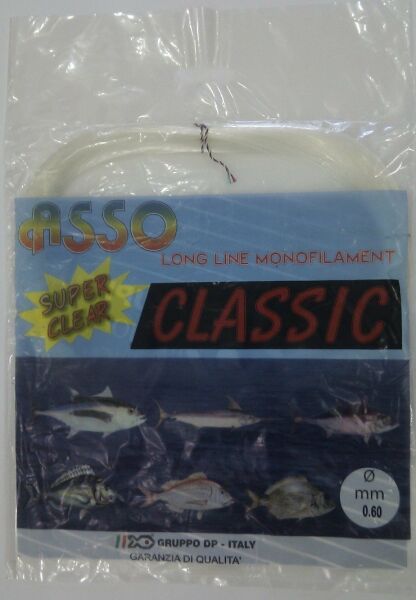 ASSO
LONG LINE MONOFILAMENT
SUPER
CLEAR
CLASSIC
Ø
mm
0.60
GRUPPO DP - ITALY
GARANZIA DI QUALITA'